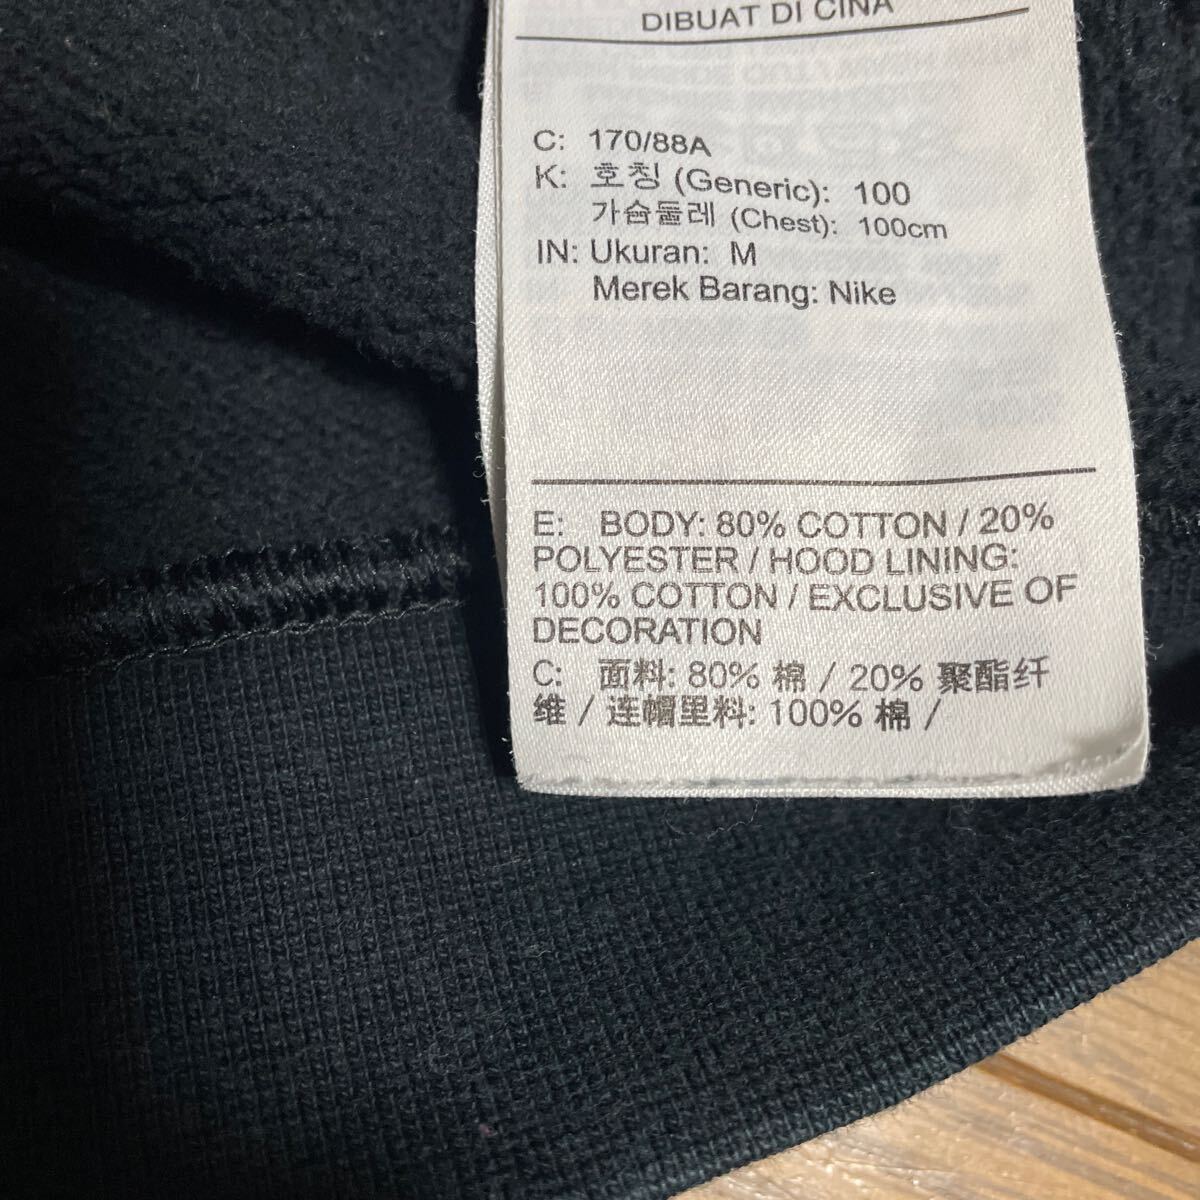 DIBUAT DI CINA
C: 170/88A
K: 호칭 (Generic): 100
가슴둘레 (Chest): 100cm
IN: Ukuran: M
Merek Barang: Nike
E: BODY: 80% COTTON / 20%
POLYESTER / HOOD LINING:
100% COTTON / EXCLUSIVE OF
DECORATION
C: 面料: 80% 棉 / 20% 聚酯纤
维 / 连帽里料: 100% 棉 /